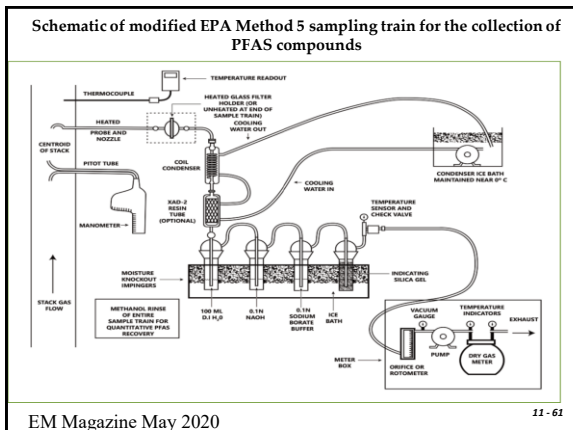 Schematic of modified EPA Method 5 sampling train for the collection of
PFAS compounds
TEMPERATURE READOUT
THERMOCOUPLE
HEATED GLASS FILTER
HOLDER (OR
UNHEATED AT END OF
SAMPLE TRAIN)
HEATED
PROBE AND
NOZZLE
COOLING
WATER OUT
CENTROID
OF STACK
PITOT TUBE
COIL
CONDENSER
CONDENSER ICE BATH
MAINTAINED NEAR 0° C
COOLING
WATER IN
XAD-2
RESIN
TUBE
(OPTIONAL)
TEMPERATURE
SENSOR AND
CHECK VALVE
MANOMETER
MOISTURE
KNOCKOUT
IMPINGERS
INDICATING
SILICA GEL
STACK GAS
FLOW
METHANOL RINSE
OF ENTIRE
SAMPLE TRAIN FOR
QUANTITATIVE PFAS
RECOVERY
100 ML
D.I H₂0
0.1N
NAOH
0.1N
SODIUM
BORATE
BUFFER
ICE
BATH
VACUUM
GAUGE
TEMPERATURE
INDICATORS
EXHAUST
METER
BOX
PUMP
DRY GAS
METER
ORIFICE OR
ROTOMETER
EM Magazine May 2020
11 - 61